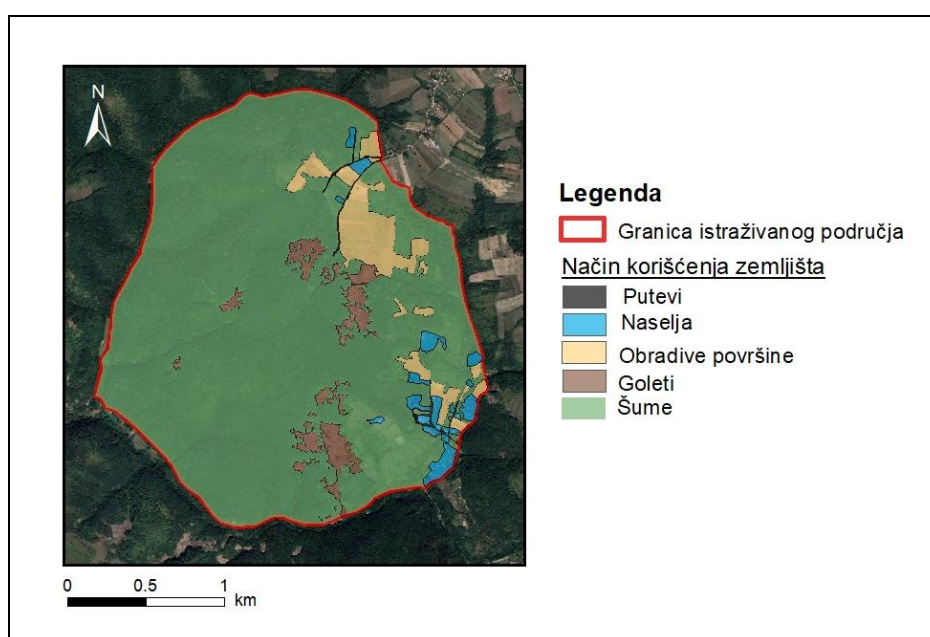 N
Legenda
Granica istraživanog područja
Način korišćenja zemljišta
Putevi
Naselja
Obradive površine
Goleti
Šume
0 0.5 1
km